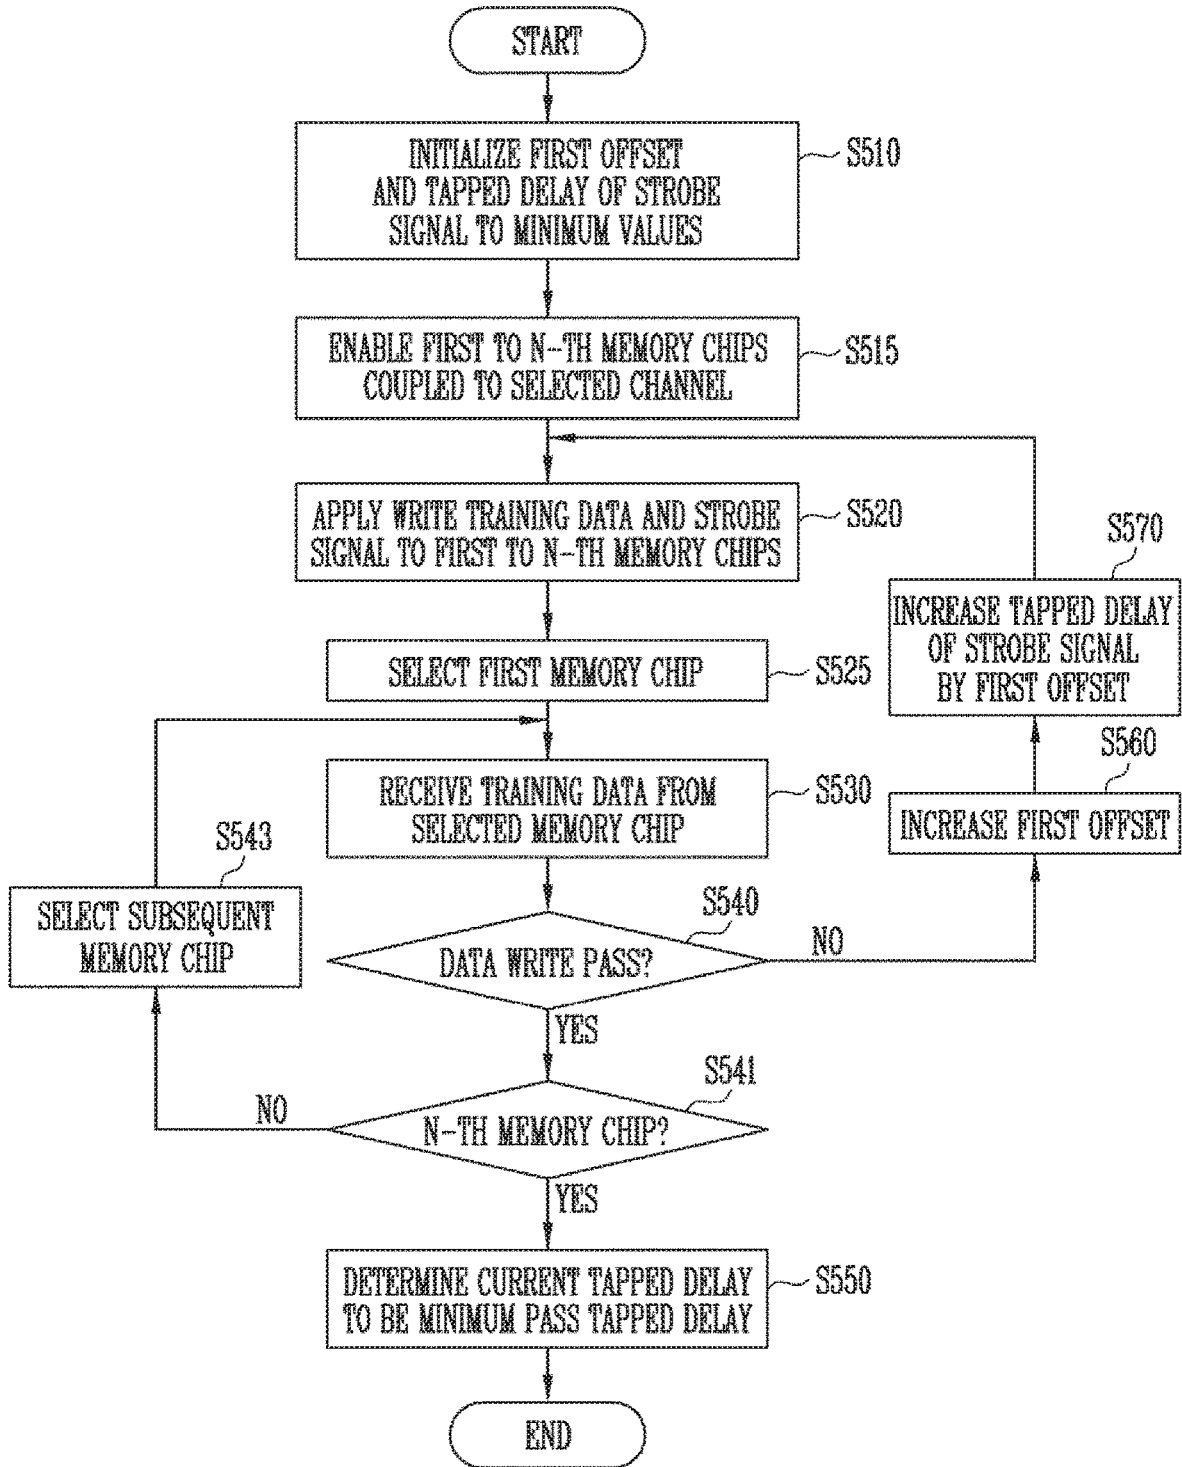 START
INITIALIZE FIRST OFFSET
AND TAPPED DELAY OF STROBE
SIGNAL TO MINIMUM VALUES
S510
ENABLE FIRST TO N-TH MEMORY CHIPS
COUPLED TO SELECTED CHANNEL
S515
APPLY WRITE TRAINING DATA AND STROBE
SIGNAL TO FIRST TO N-TH MEMORY CHIPS
S520
SELECT FIRST MEMORY CHIP
S525
RECEIVE TRAINING DATA FROM
SELECTED MEMORY CHIP
S530
DATA WRITE PASS?
S540
NO
YES
INCREASE FIRST OFFSET
S560
INCREASE TAPPED DELAY
OF STROBE SIGNAL
BY FIRST OFFSET
S570
N-TH MEMORY CHIP?
S541
NO
YES
SELECT SUBSEQUENT
MEMORY CHIP
S543
DETERMINE CURRENT TAPPED DELAY
TO BE MINIMUM PASS TAPPED DELAY
S550
END